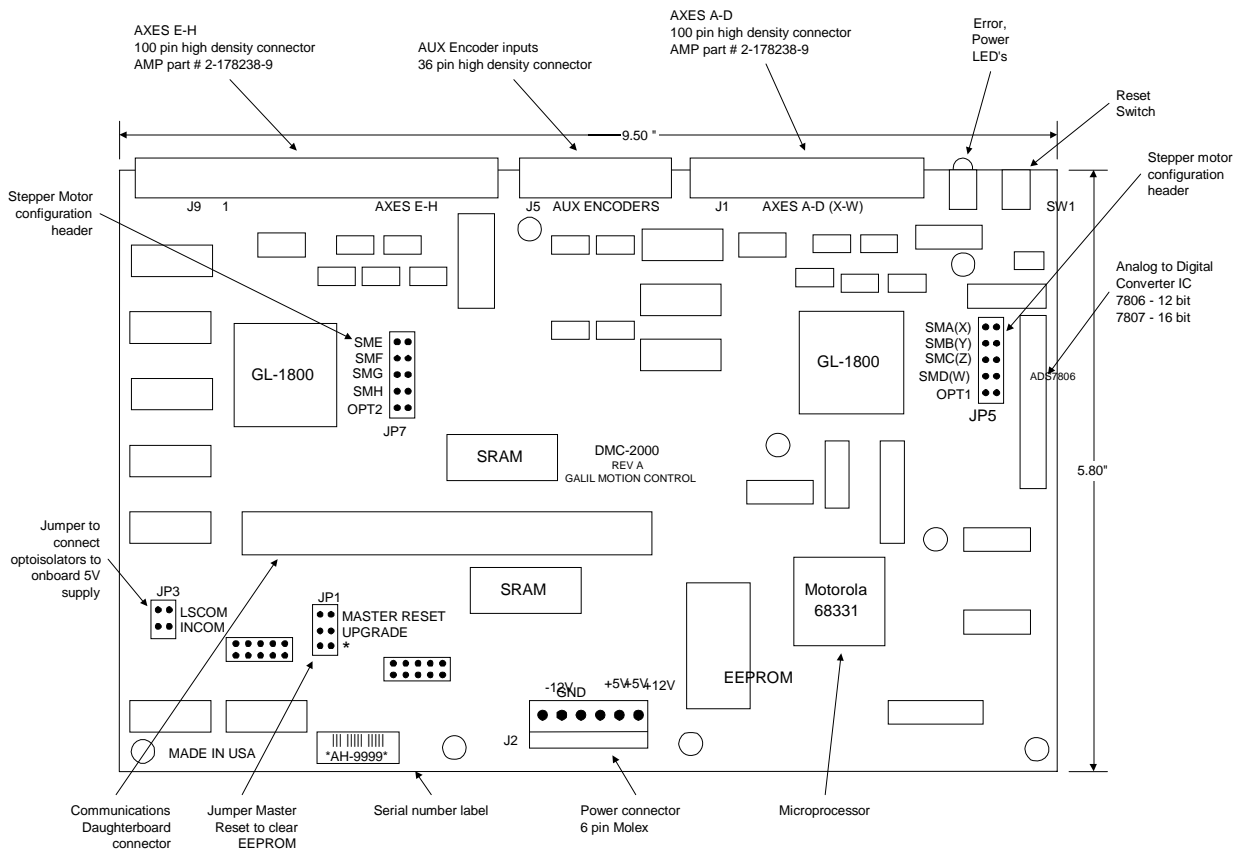 AXES E-H
100 pin high density connector
AMP part # 2-178238-9
AUX Encoder inputs
36 pin high density connector
AXES A-D
100 pin high density connector
AMP part # 2-178238-9
Error,
Power
LED's
Reset
Switch
9.50 "
Stepper motor
configuration
header
Stepper Motor
configuration
header
J9 1 AXES E-H
J5 AUX ENCODERS
J1 AXES A-D (X-W)
SW1
Analog to Digital
Converter IC
7806 - 12 bit
7807 - 16 bit
GL-1800
SME
SMF
SMG
SMH
OPT2
JP7
GL-1800
SMA(X)
SMB(Y)
SMC(Z)
SMD(W)
OPT1
JP5
ADS7806
SRAM
DMC-2000
REV A
GALIL MOTION CONTROL
5.80"
Jumper to
connect
optoisolators to
onboard 5V
supply
JP3
LSCOM
INCOM
JP1
MASTER RESET
UPGRADE
*
SRAM
Motorola
68331
EEPROM
-12V GND +5V +5V +12V
J2
MADE IN USA
*AH-9999*
Communications
Daughterboard
connector
Jumper Master
Reset to clear
EEPROM
Serial number label
Power connector
6 pin Molex
Microprocessor